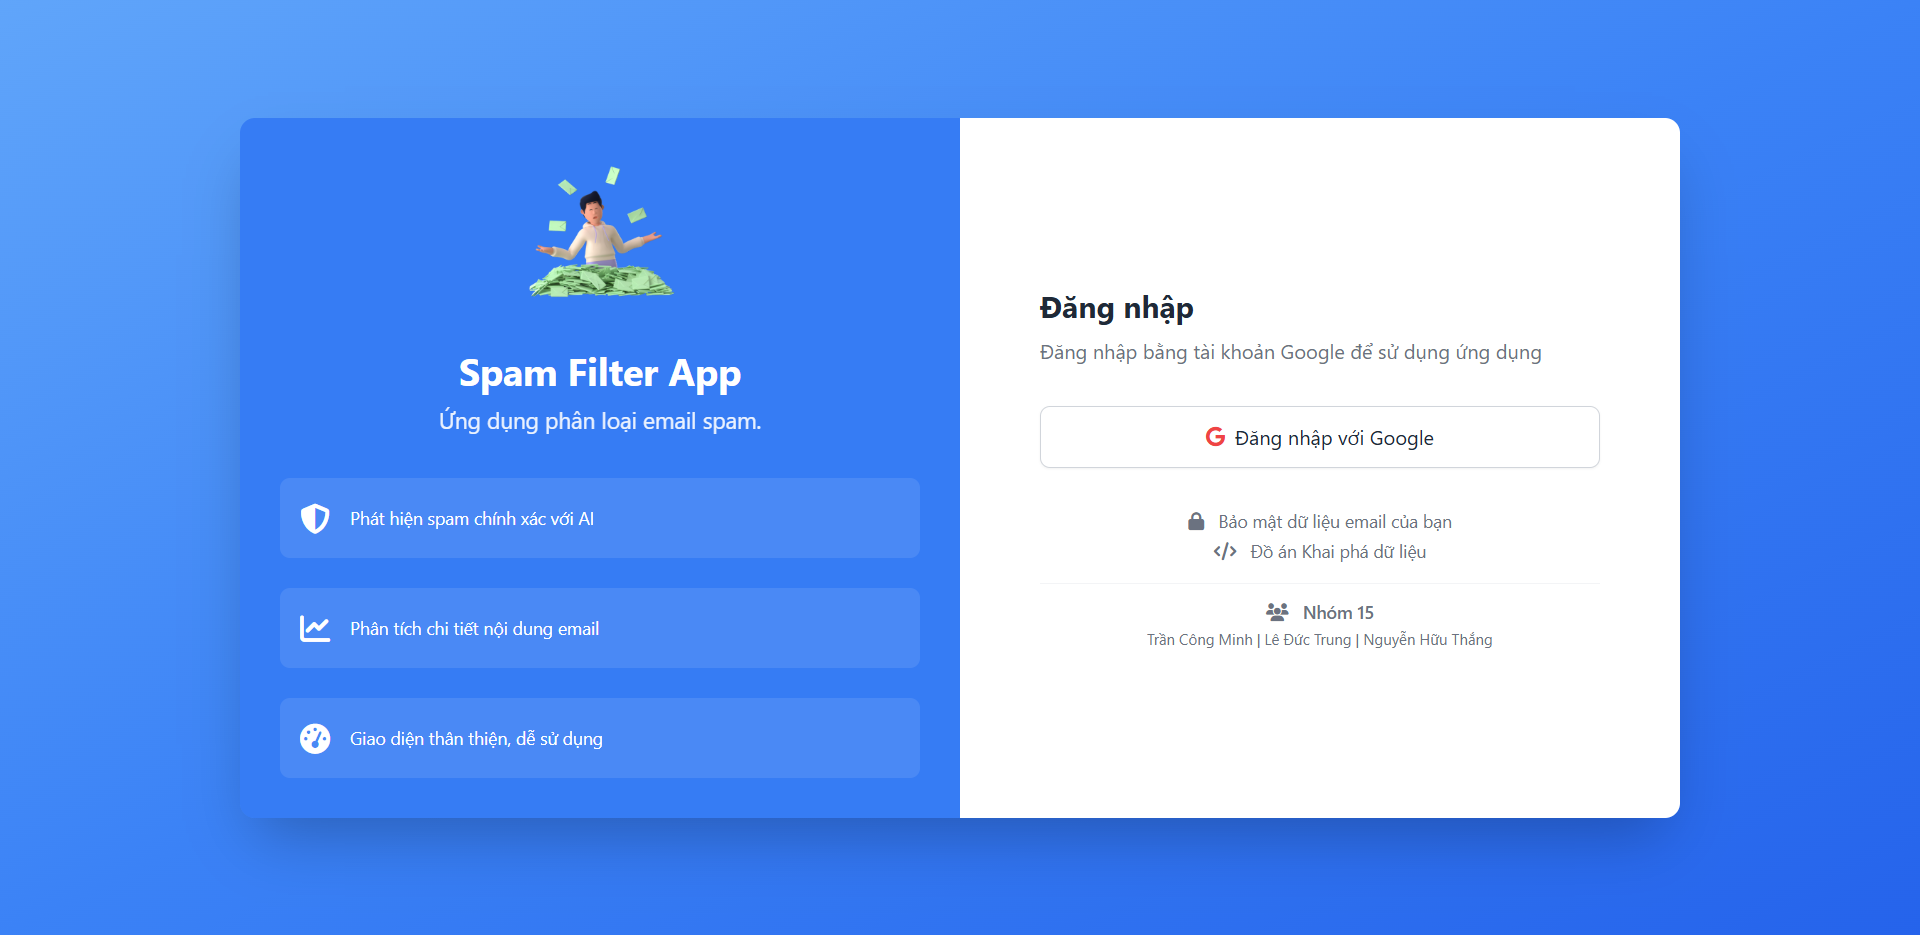 Spam Filter App
Ứng dụng phân loại email spam.
Phát hiện spam chính xác với AI
Phân tích chi tiết nội dung email
Giao diện thân thiện, dễ sử dụng
Đăng nhập
Đăng nhập bằng tài khoản Google để sử dụng ứng dụng
Đăng nhập với Google
Bảo mật dữ liệu email của bạn
Đồ án Khai phá dữ liệu
Nhóm 15
Trần Công Minh | Lê Đức Trung | Nguyễn Hữu Thắng